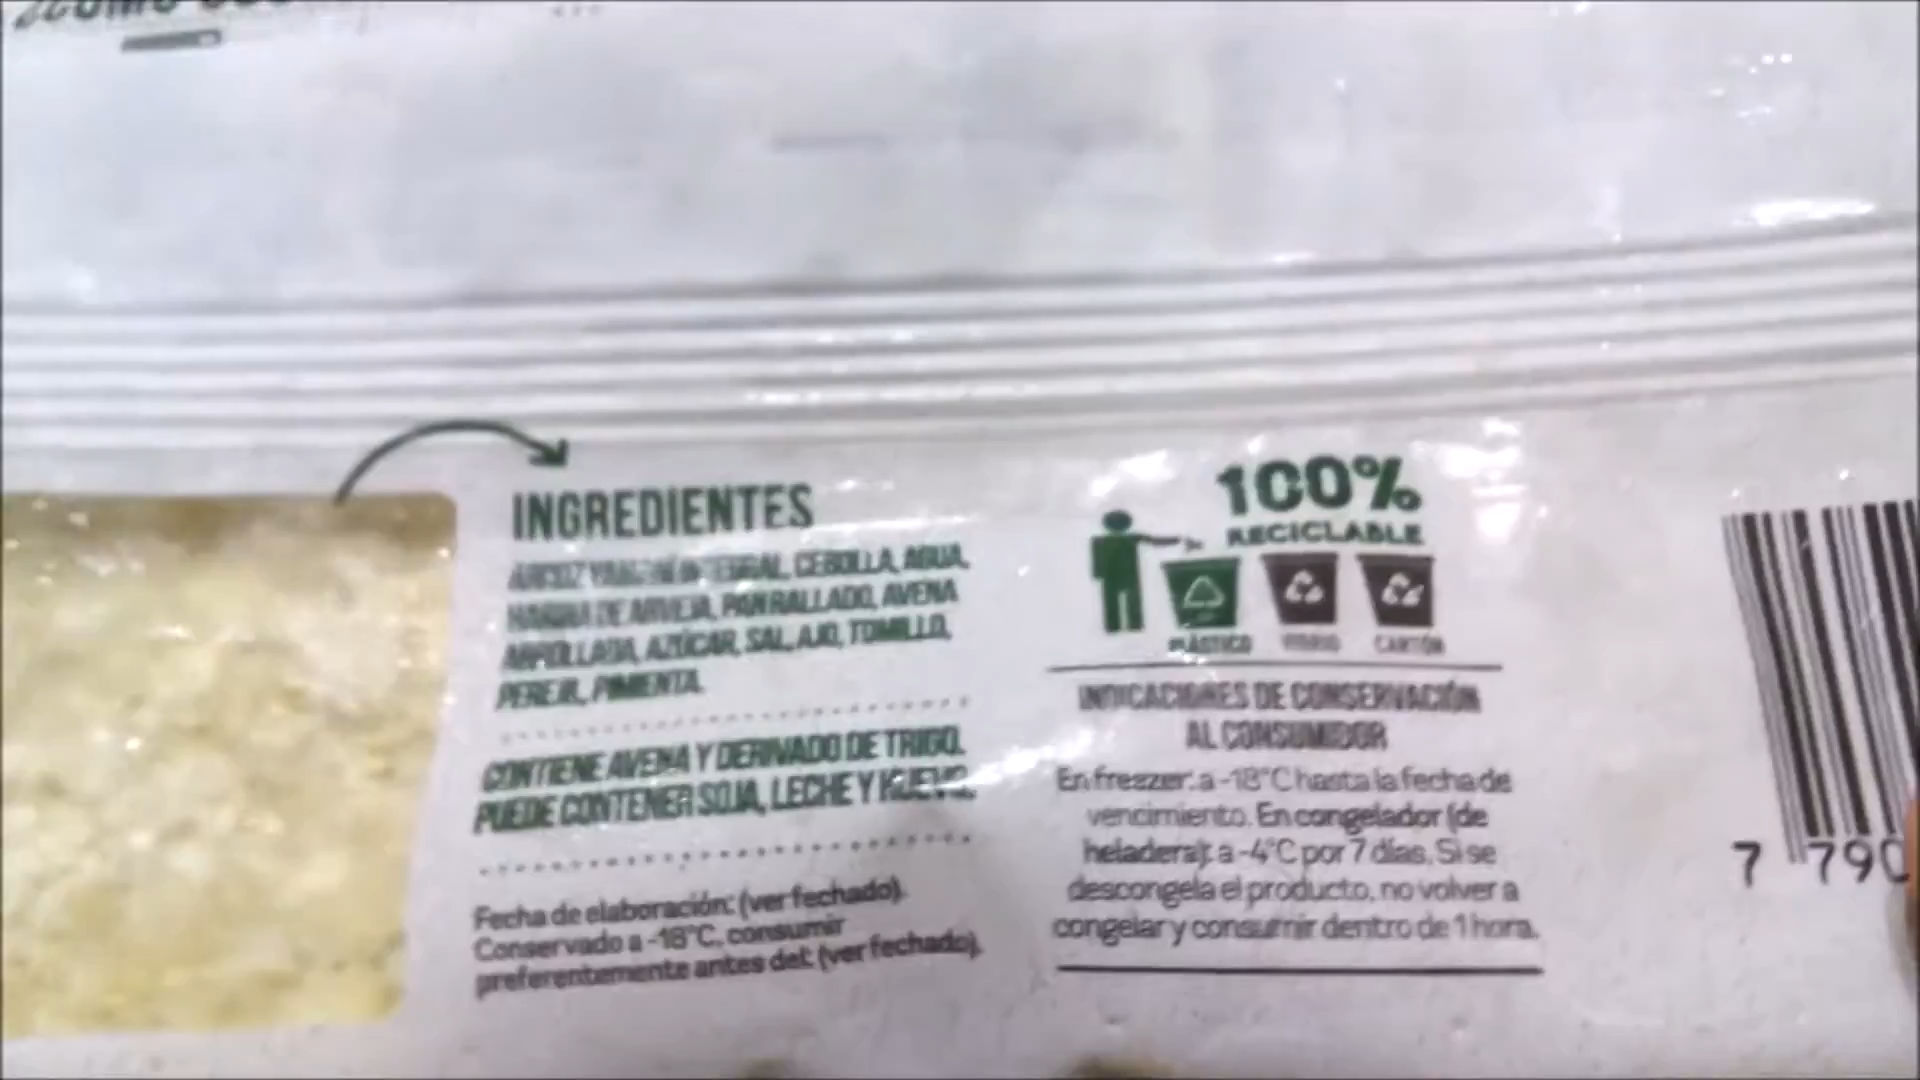 INGREDIENTES
ARROZ YAMANÍ INTEGRAL, CEBOLLA, AGUA,
HARINA DE ARVEJA, PAN RALLADO, AVENA
ARROLLADA, AZÚCAR, SAL, AJO, TOMILLO,
PEREJIL, PIMIENTA.
CONTIENE AVENA Y DERIVADO DE TRIGO.
PUEDE CONTENER SOJA, LECHE Y HUEVO.
Fecha de elaboración: (ver fechado).
Conservado a -18°C, consumir
preferentemente antes del: (ver fechado).
100%
RECICLABLE
PLÁSTICO VIDRIO CARTÓN
INDICACIONES DE CONSERVACIÓN
AL CONSUMIDOR
En freezer: a -18°C hasta la fecha de
vencimiento. En congelador (de
heladera): a -4°C por 7 días. Si se
descongela el producto, no volver a
congelar y consumir dentro de 1 hora.
7 790